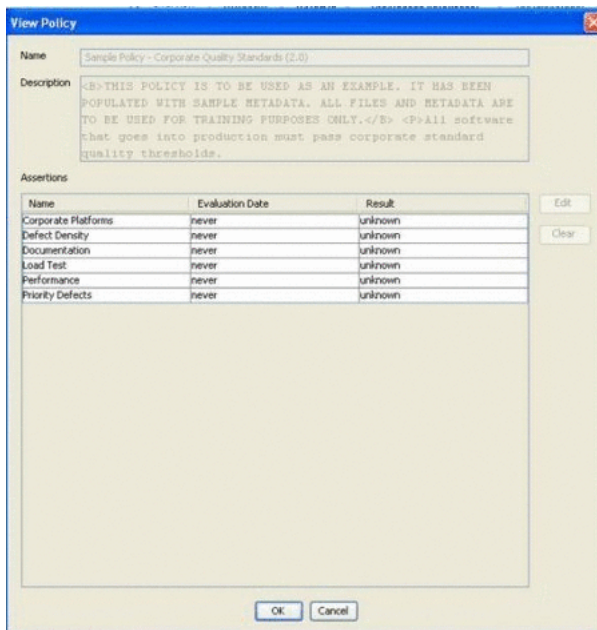 View Policy
Name
Sample Policy - Corporate Quality Standards (2.0)
Description
<B>THIS POLICY IS TO BE USED AS AN EXAMPLE. IT HAS BEEN
POPULATED WITH SAMPLE METADATA. ALL FILES AND METADATA ARE
TO BE USED FOR TRAINING PURPOSES ONLY.</B> <P>All software
that goes into production must pass corporate standard
quality thresholds.
Assertions
Name Evaluation Date Result
Corporate Platforms never unknown
Defect Density never unknown
Documentation never unknown
Load Test never unknown
Performance never unknown
Priority Defects never unknown
Edit
Clear
OK Cancel